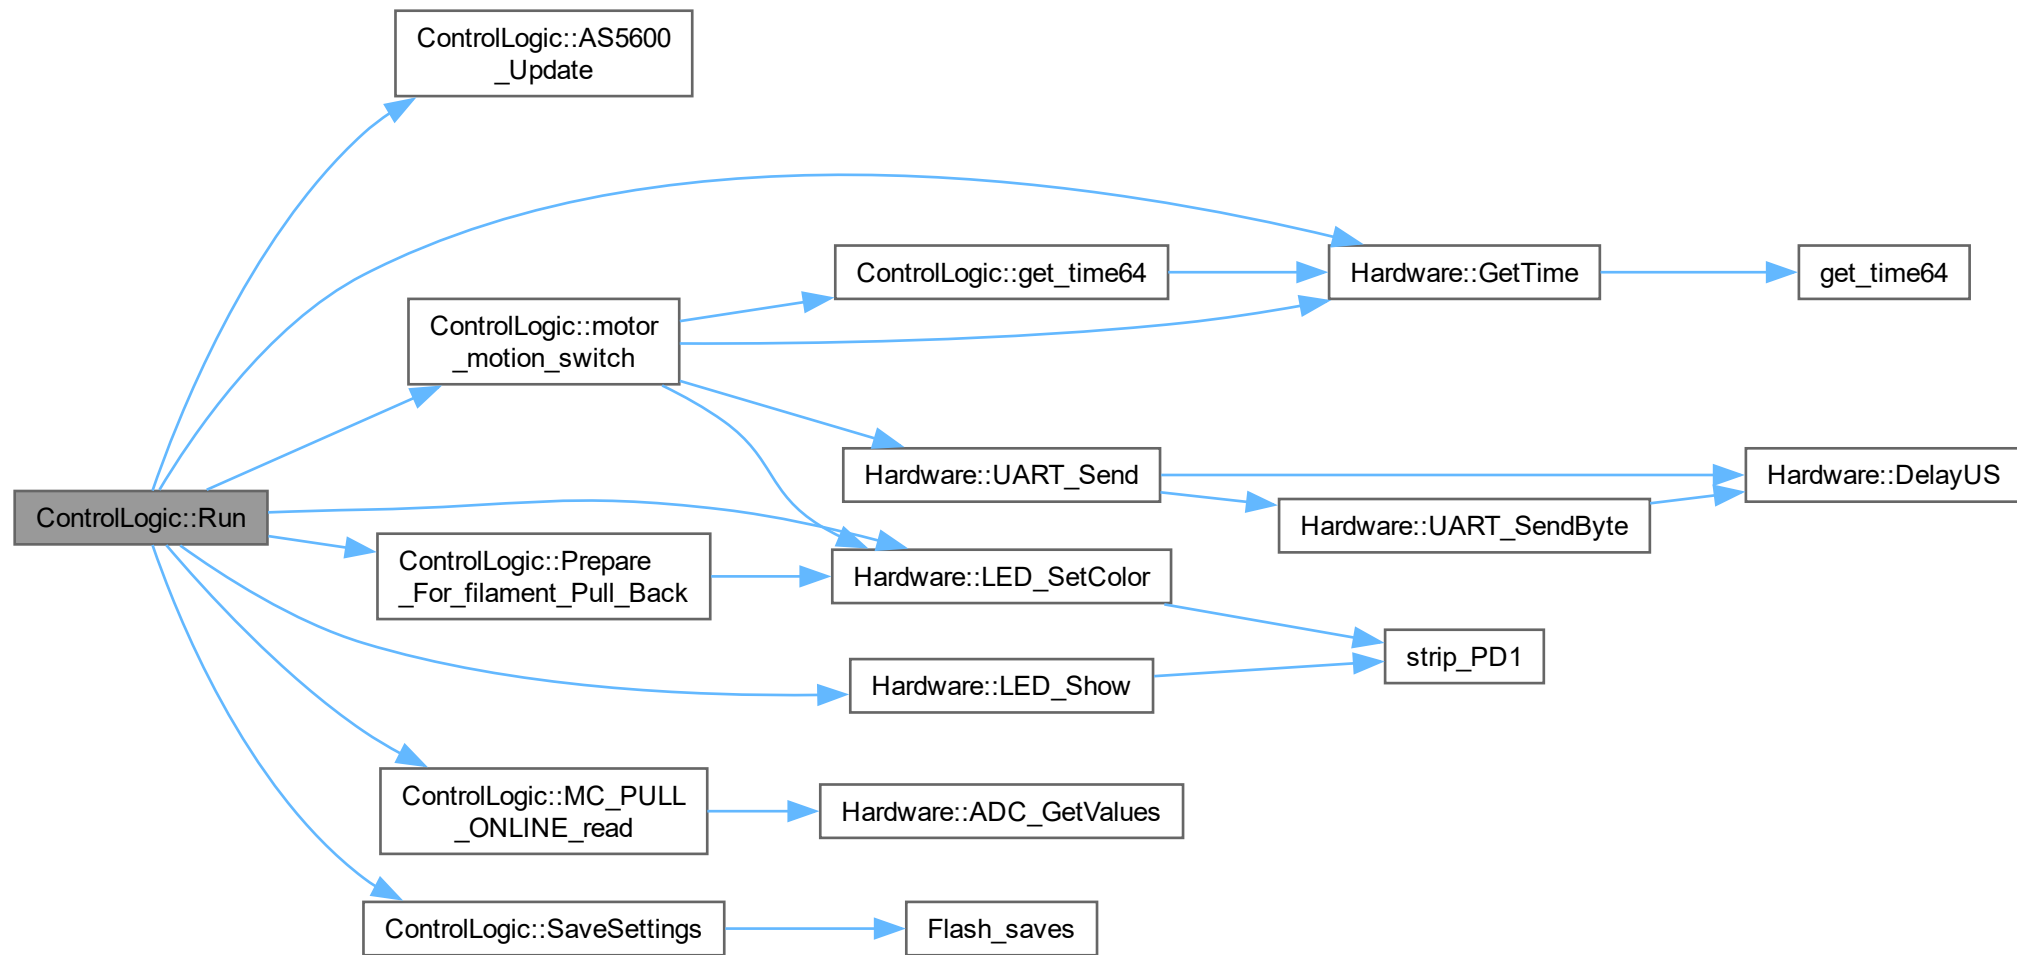 ControlLogic::AS5600
_Update
ControlLogic::get_time64
Hardware::GetTime
get_time64
ControlLogic::motor
_motion_switch
Hardware::UART_Send
Hardware::DelayUS
ControlLogic::Run
Hardware::UART_SendByte
ControlLogic::Prepare
_For_filament_Pull_Back
Hardware::LED_SetColor
strip_PD1
Hardware::LED_Show
ControlLogic::MC_PULL
_ONLINE_read
Hardware::ADC_GetValues
ControlLogic::SaveSettings
Flash_saves